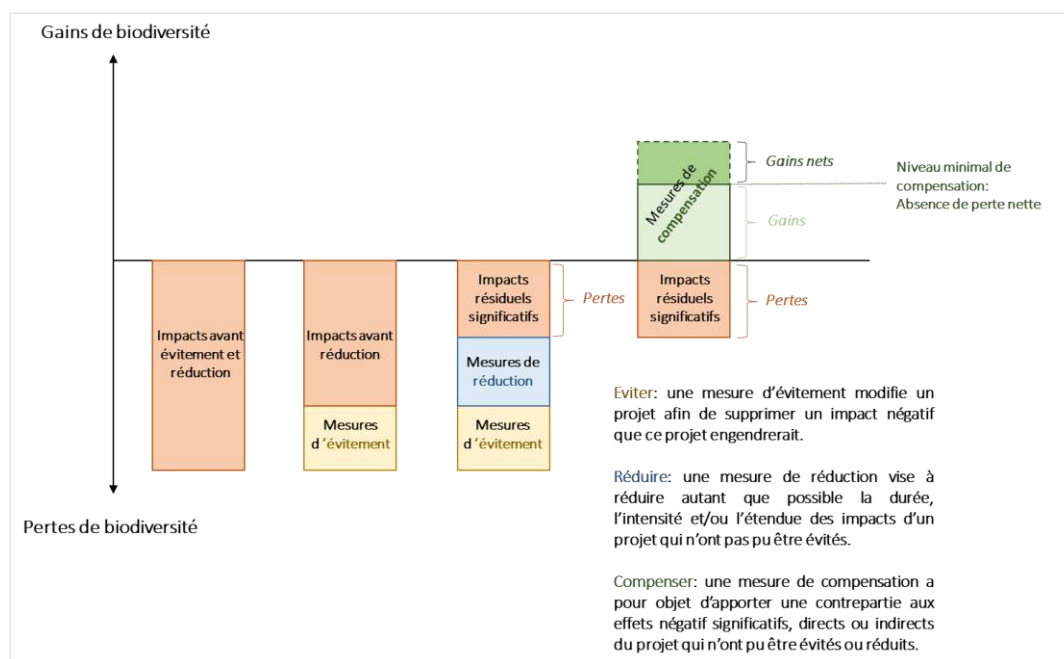 Gains de biodiversité
Gains nets
Niveau minimal de
compensation:
Absence de perte nette
Mesures de
compensation
Gains
Impacts avant
évitement et
réduction
Impacts avant
réduction
Mesures
d'évitement
Impacts
résiduels
significatifs
Pertes
Mesures de
réduction
Mesures
d'évitement
Impacts
résiduels
significatifs
Pertes
Pertes de biodiversité
Eviter: une mesure d'évitement modifie un
projet afin de supprimer un impact négatif
que ce projet engendrerait.
Réduire: une mesure de réduction vise à
réduire autant que possible la durée,
l'intensité et/ou l'étendue des impacts d'un
projet qui n'ont pas pu être évités.
Compenser: une mesure de compensation a
pour objet d'apporter une contrepartie aux
effets négatif significatifs, directs ou indirects
du projet qui n'ont pu être évités ou réduits.